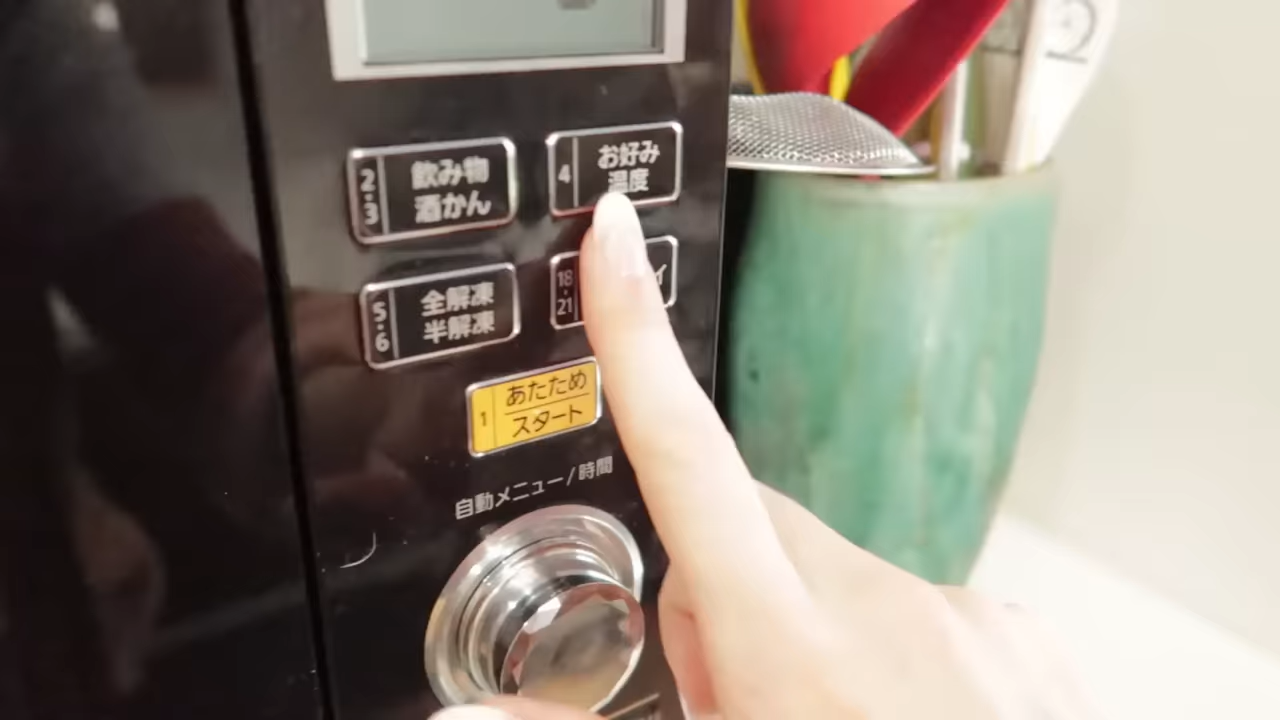 2・3 飲み物
酒かん
4 お好み
温度
5・6 全解凍
半解凍
18・21 イ
1 あたため
スタート
自動メニュー/時間